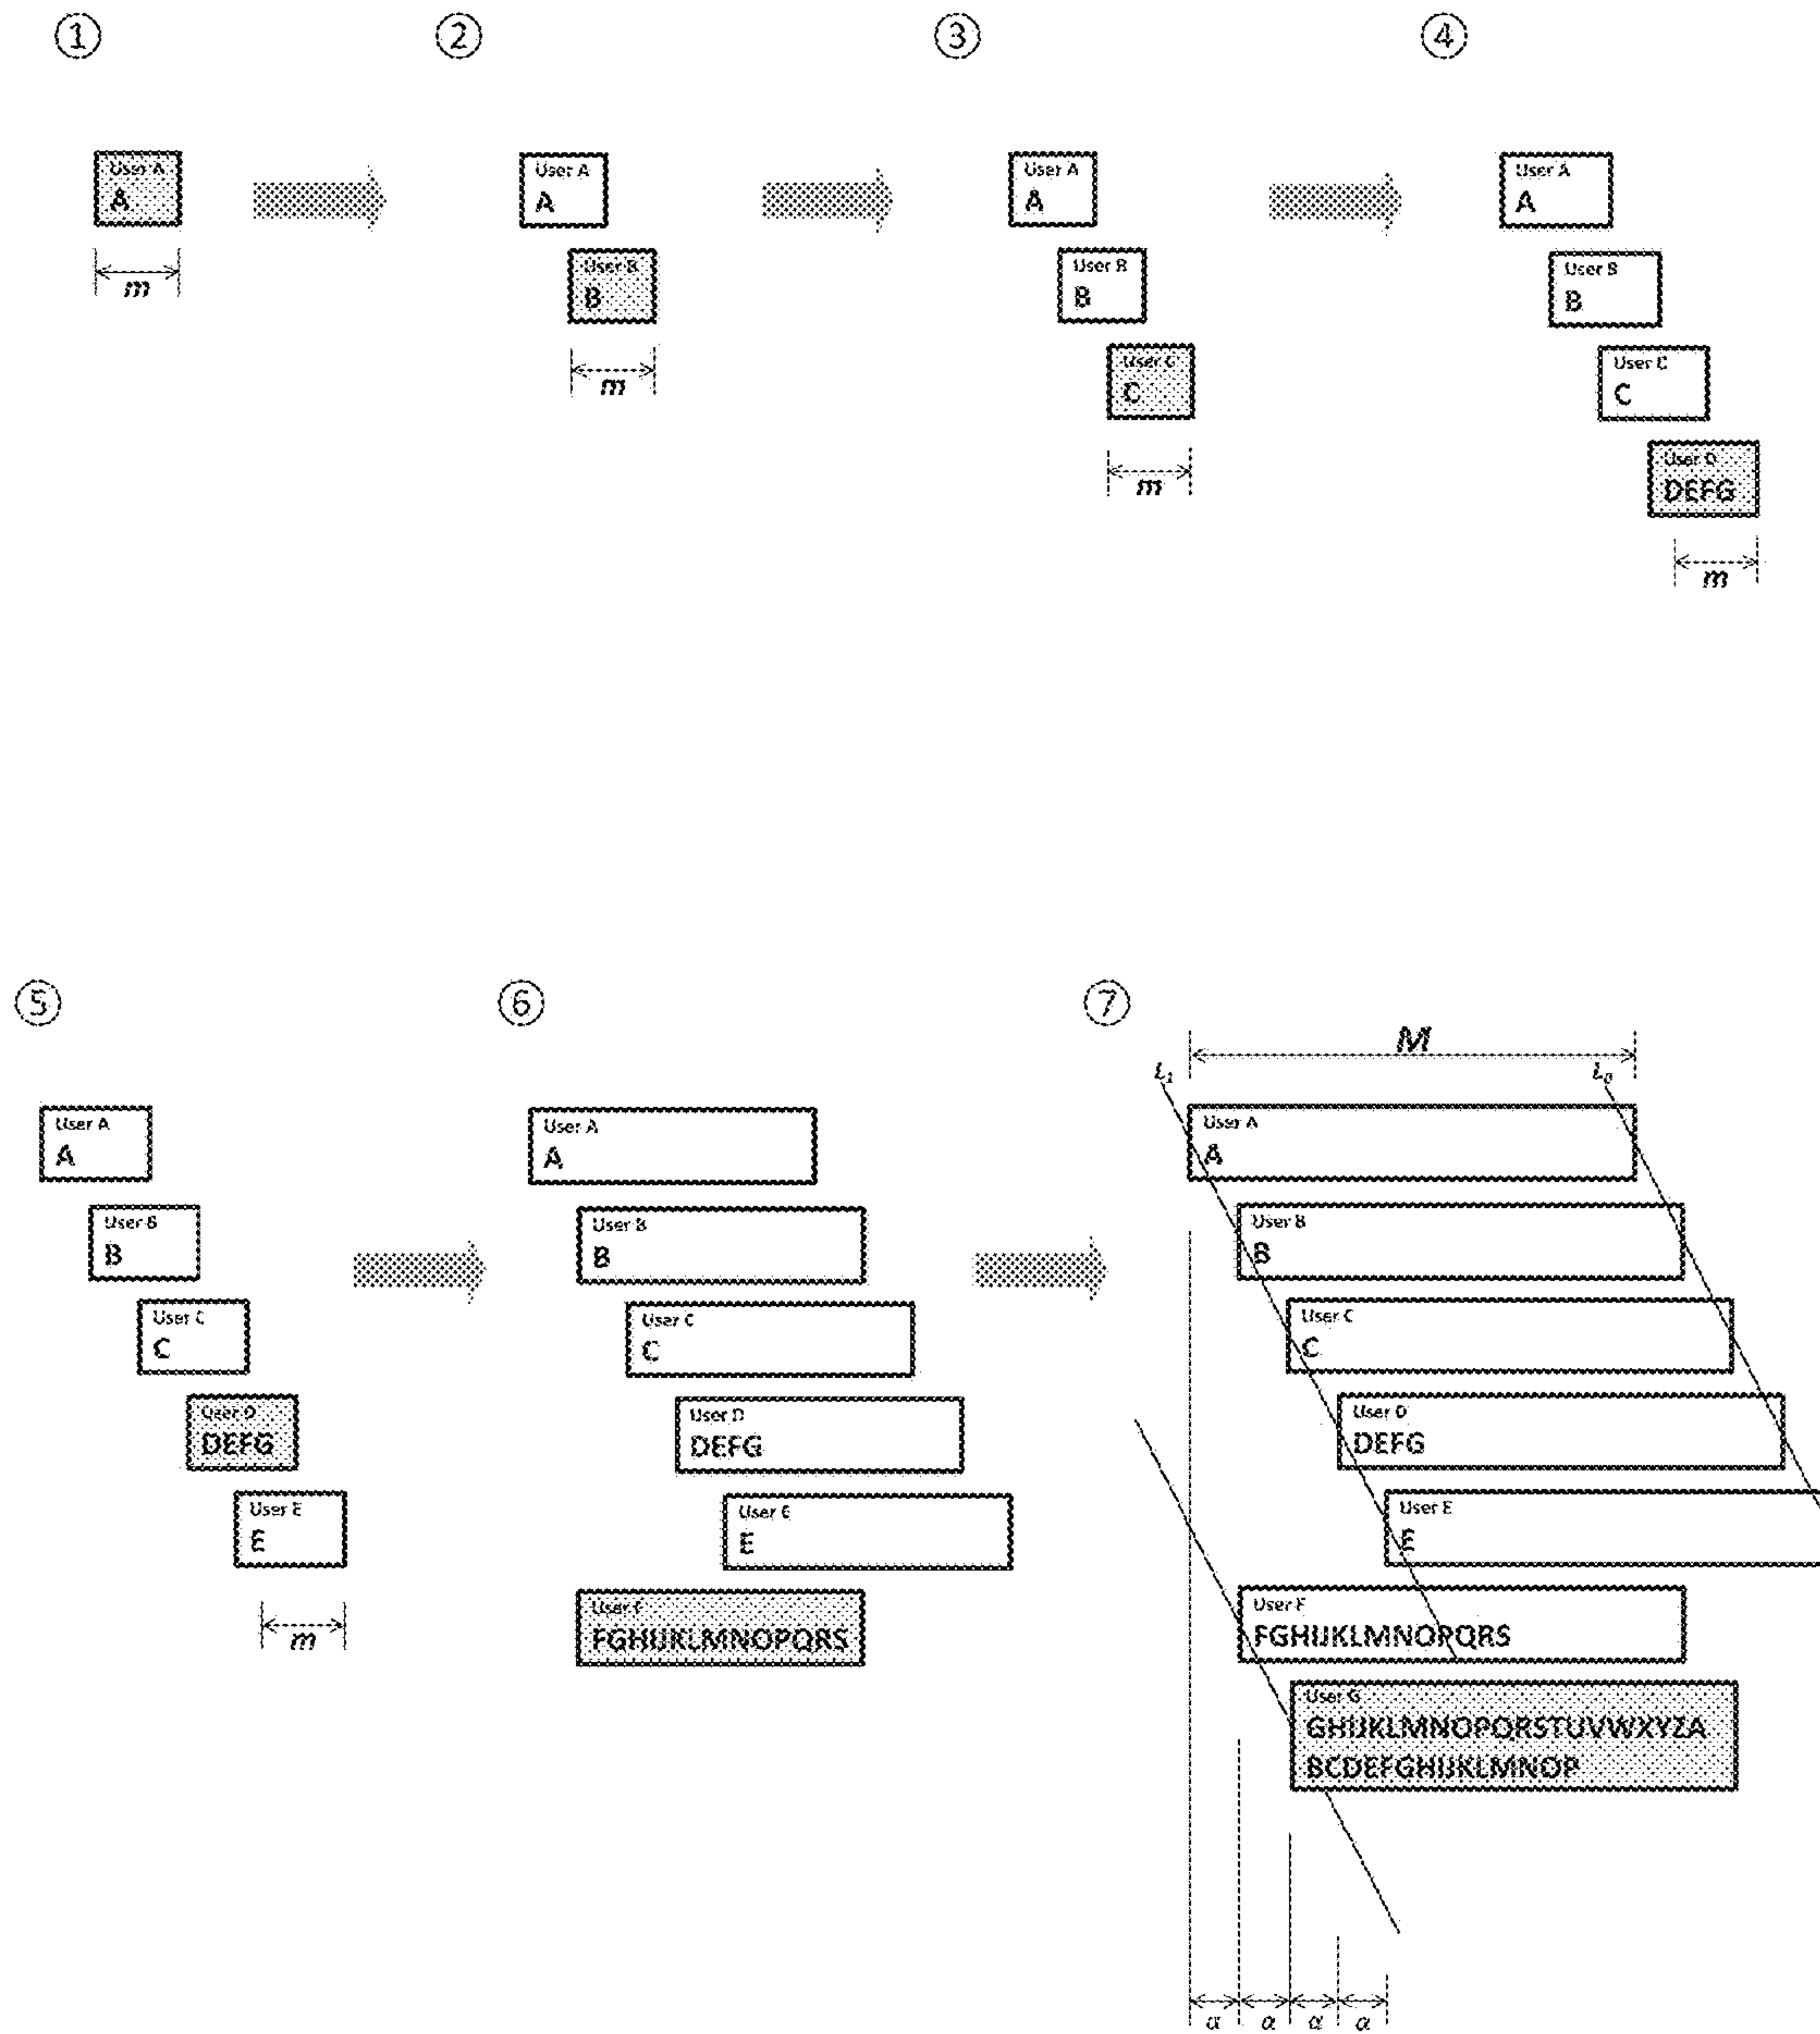 ①
②
③
④
User A
A
m
User A
A
User B
B
m
User A
A
User B
B
User C
C
m
User A
A
User B
B
User C
C
User D
DEFG
m
⑤
⑥
⑦
User A
A
User B
B
User C
C
User D
DEFG
User E
E
m
User A
A
User B
B
User C
C
User D
DEFG
User E
E
User F
FGHIJKLMNOPQRS
M
L₁
L₀
User A
A
User B
B
User C
C
User D
DEFG
User E
E
User F
FGHIJKLMNOPQRS
User G
GHIJKLMNOPQRSTUVWXYZA
BCDEFGHIJKLMNOP
α α α α